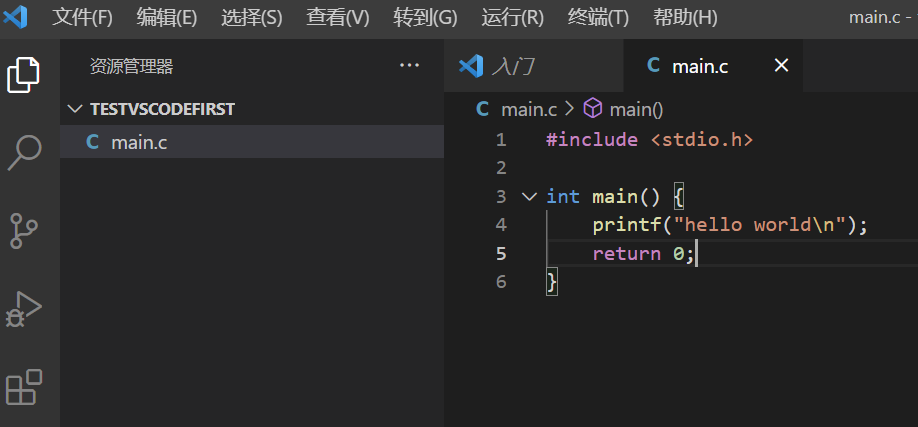 文件(F) 编辑(E) 选择(S) 查看(V) 转到(G) 运行(R) 终端(T) 帮助(H) main.c -
资源管理器 ···
TESTVSCODEFIRST
C main.c
入门
C main.c ×
C main.c > main()
1 #include <stdio.h>
2
3 int main() {
4 printf("hello world\n");
5 return 0;
6 }